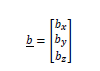 b = [b_x
b_y
b_z]